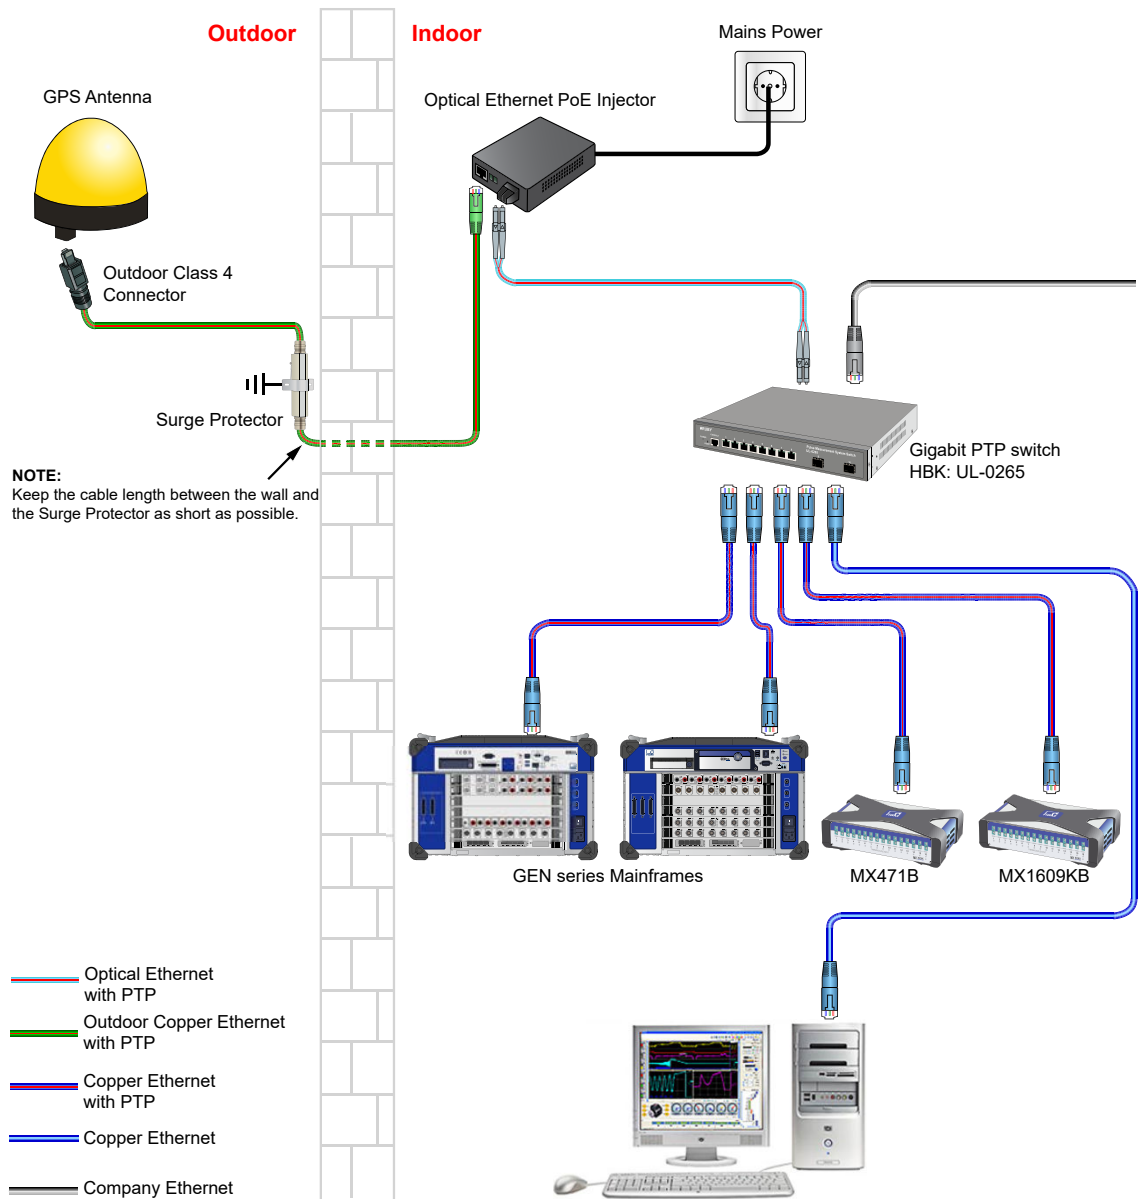 Outdoor
Indoor
Mains Power
GPS Antenna
Optical Ethernet PoE Injector
Outdoor Class 4
Connector
Surge Protector
NOTE:
Keep the cable length between the wall and
the Surge Protector as short as possible.
Gigabit PTP switch
HBK: UL-0265
GEN series Mainframes
MX471B
MX1609KB
Optical Ethernet
with PTP
Outdoor Copper Ethernet
with PTP
Copper Ethernet
with PTP
Copper Ethernet
Company Ethernet